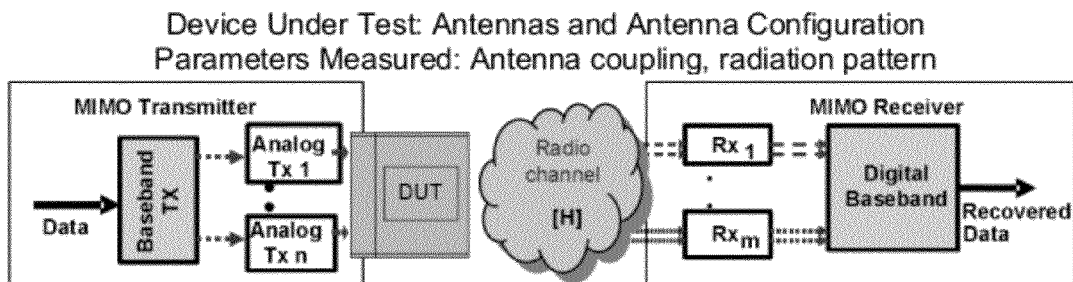 Device Under Test: Antennas and Antenna Configuration
Parameters Measured: Antenna coupling, radiation pattern
MIMO Transmitter
Data
Baseband
TX
Analog
Tx 1
Analog
Tx n
DUT
Radio
channel
[H]
MIMO Receiver
Rx 1
Rx m
Digital
Baseband
Recovered
Data